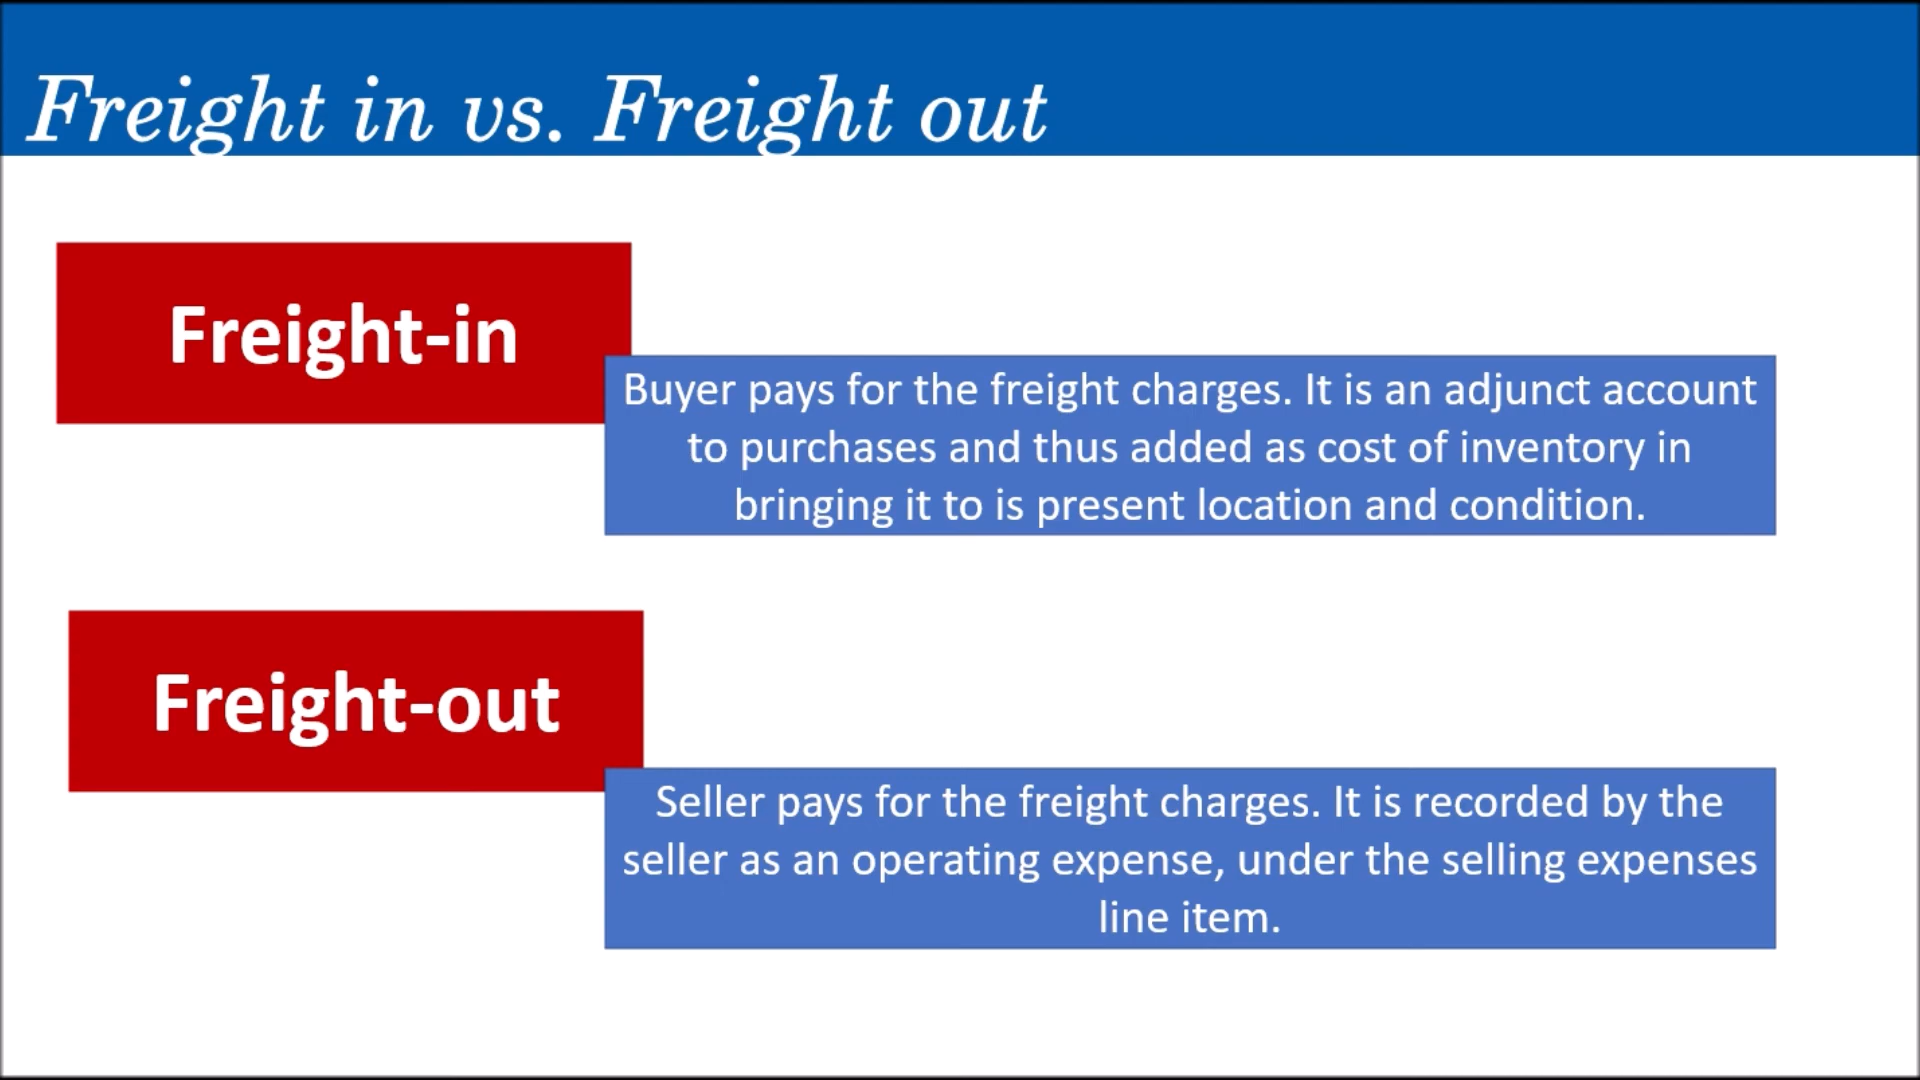 Freight in vs. Freight out
Freight-in
Buyer pays for the freight charges. It is an adjunct account
to purchases and thus added as cost of inventory in
bringing it to is present location and condition.
Freight-out
Seller pays for the freight charges. It is recorded by the
seller as an operating expense, under the selling expenses
line item.